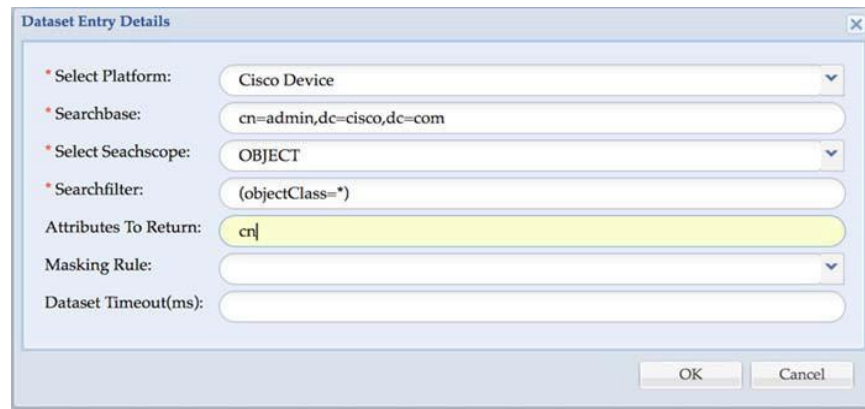 Dataset Entry Details
* Select Platform: Cisco Device
* Searchbase: cn=admin,dc=cisco,dc=com
* Select Seachscope: OBJECT
* Searchfilter: (objectClass=*)
Attributes To Return: cn
Masking Rule:
Dataset Timeout(ms):
OK Cancel